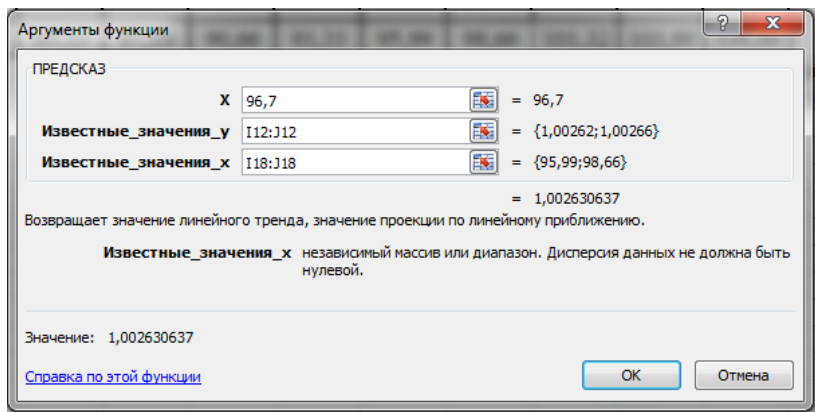 Аргументы функции
ПРЕДСКАЗ
X 96,7 = 96,7
Известные_значения_y I12:J12 = {1,00262;1,00266}
Известные_значения_x I18:J18 = {95,99;98,66}
= 1,002630637
Возвращает значение линейного тренда, значение проекции по линейному приближению.
Известные_значения_x независимый массив или диапазон. Дисперсия данных не должна быть
нулевой.
Значение: 1,002630637
Справка по этой функции OK Отмена